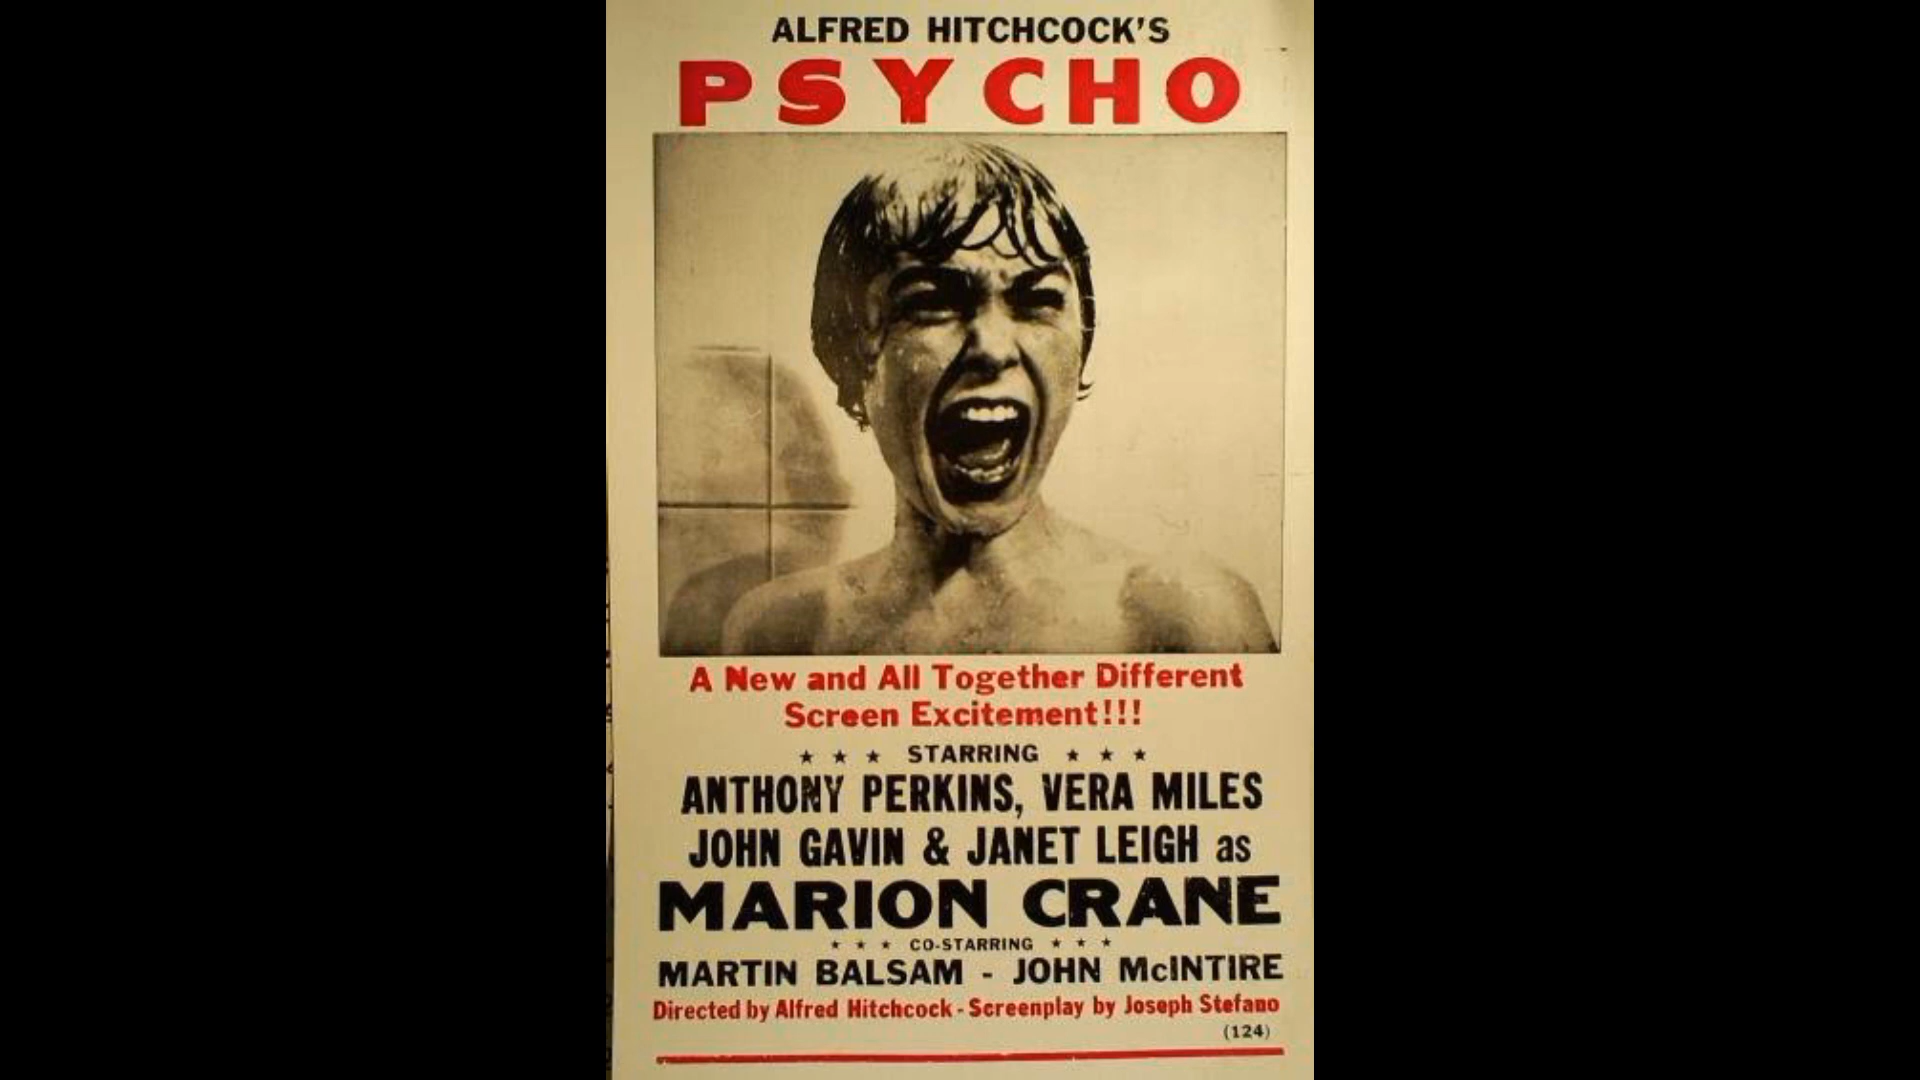 ALFRED HITCHCOCK'S
PSYCHO
A New and All Together Different
Screen Excitement!!!
★ ★ ★ STARRING ★ ★ ★
ANTHONY PERKINS, VERA MILES
JOHN GAVIN & JANET LEIGH as
MARION CRANE
★ ★ ★ CO-STARRING ★ ★ ★
MARTIN BALSAM - JOHN McINTIRE
Directed by Alfred Hitchcock - Screenplay by Joseph Stefano
(124)